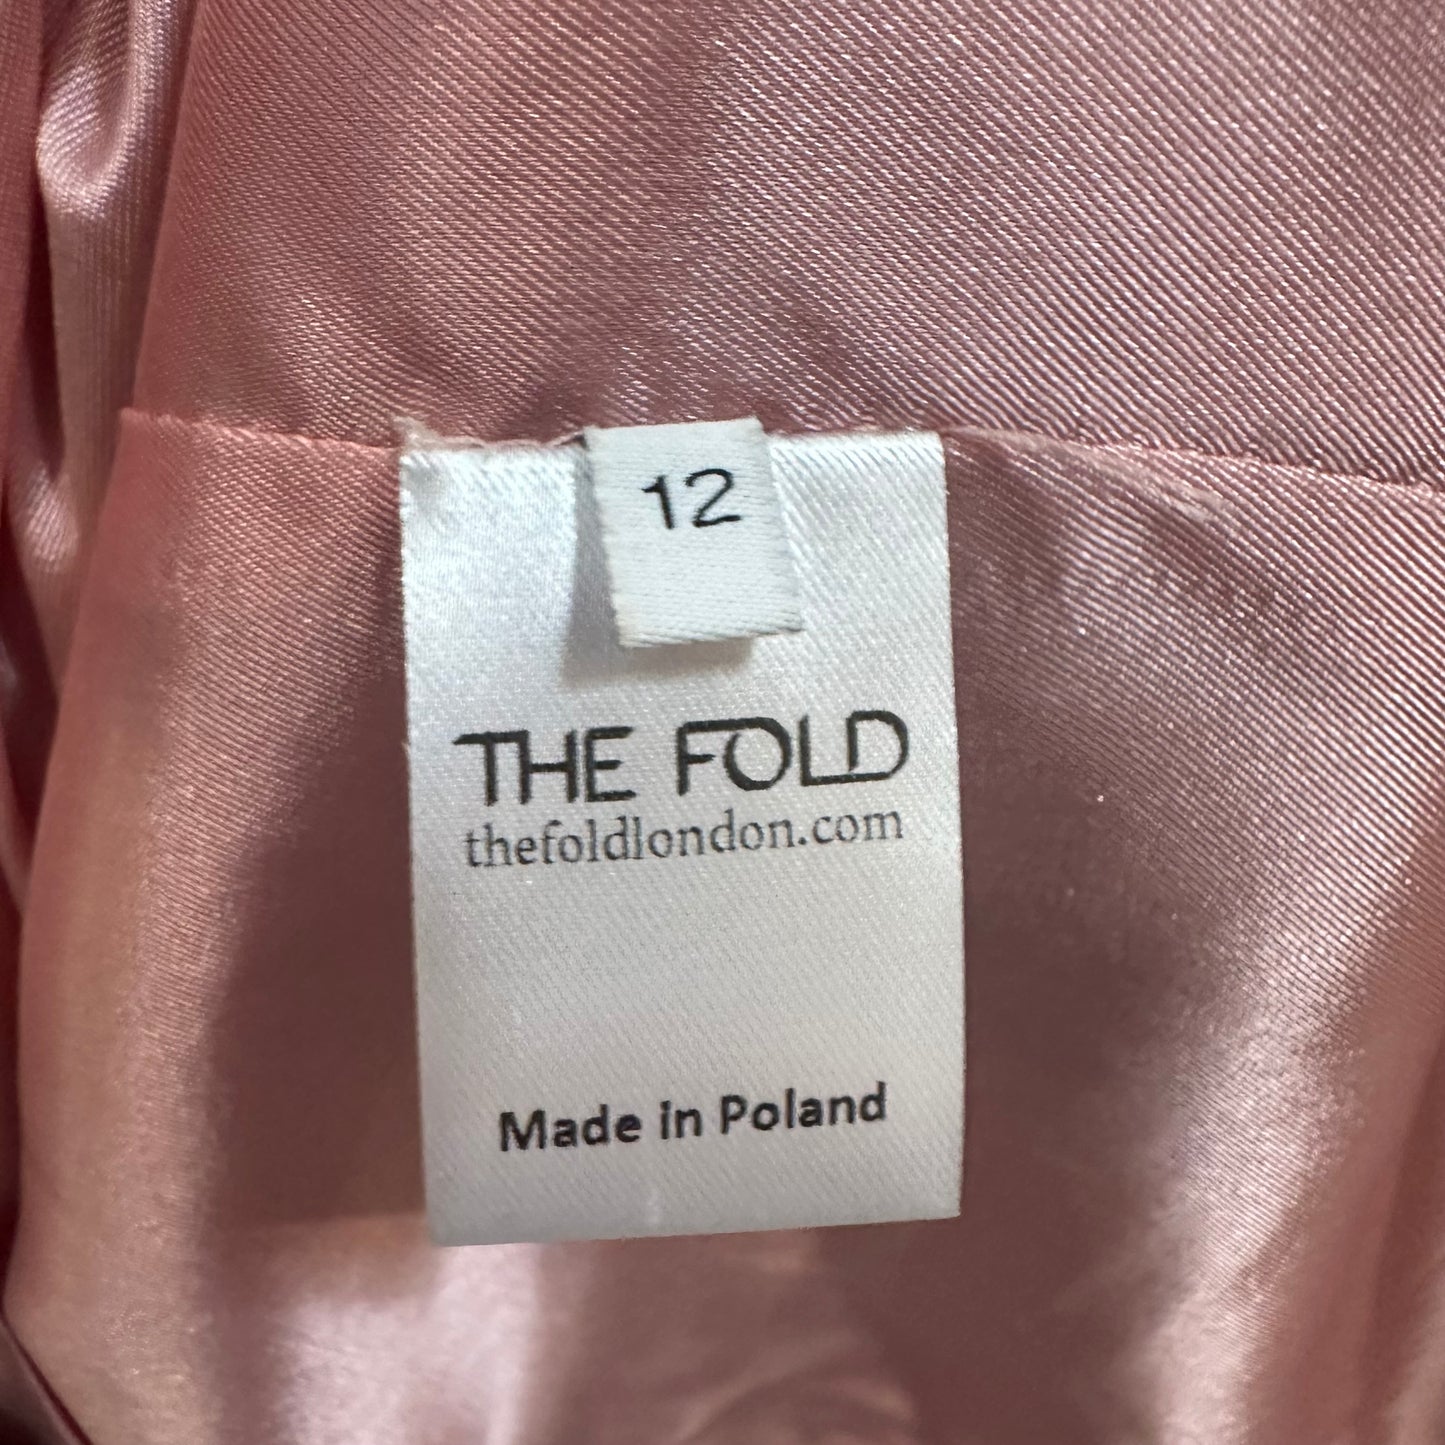 12
THE FOLD
thefoldlondon.com
Made in Poland